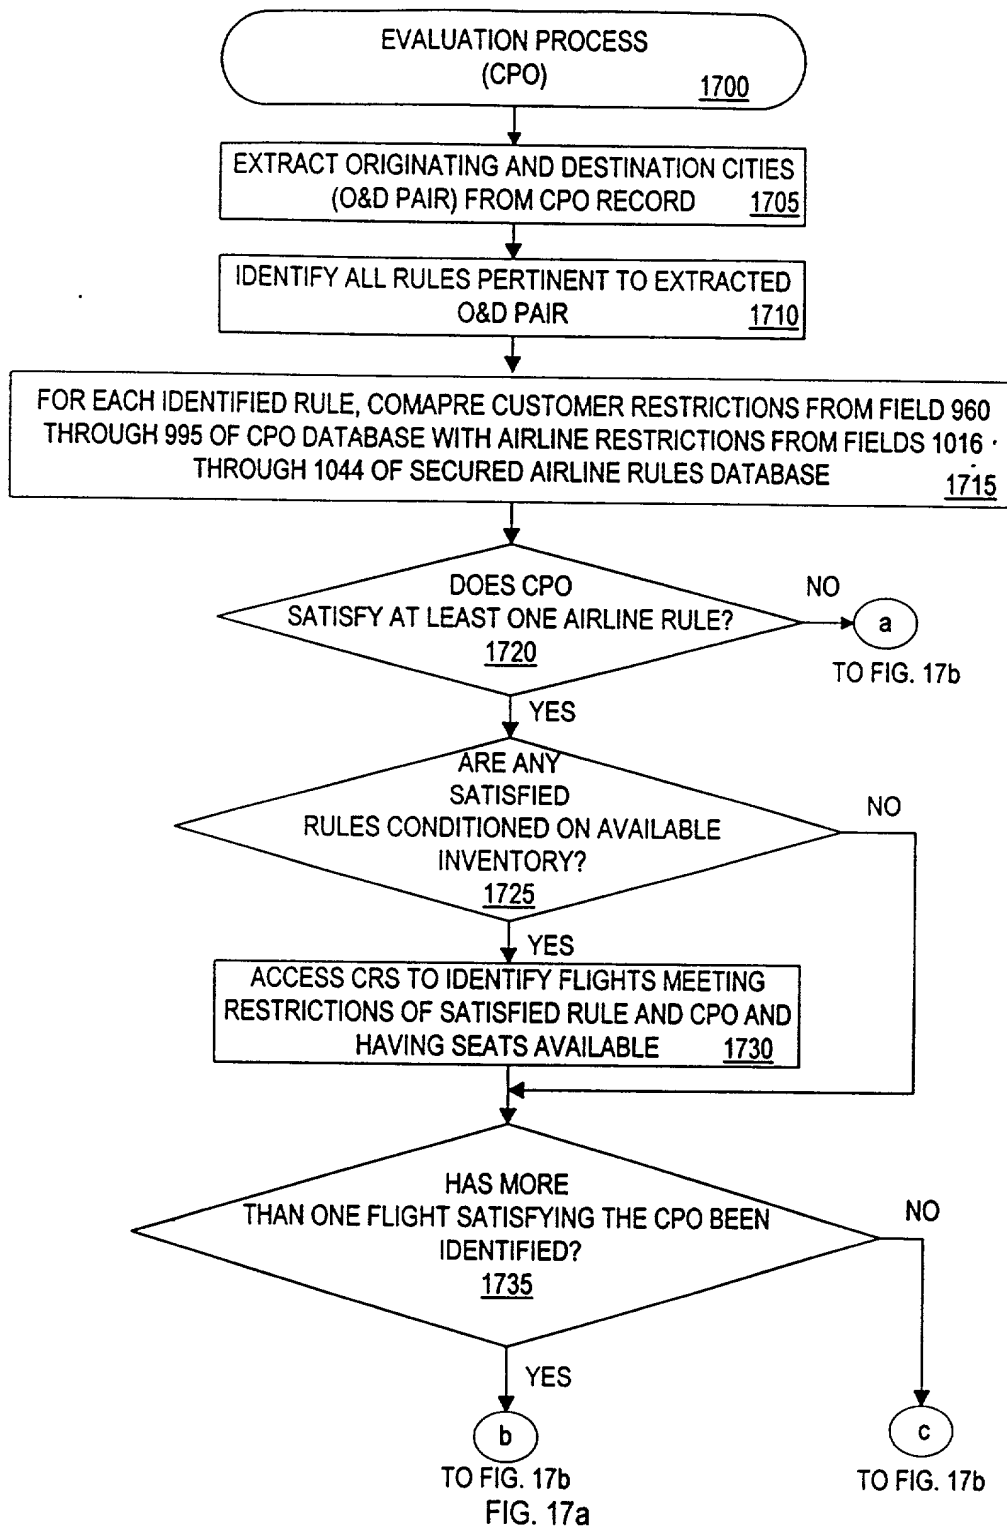 EVALUATION PROCESS
(CPO)
1700
EXTRACT ORIGINATING AND DESTINATION CITIES
(O&D PAIR) FROM CPO RECORD 1705
IDENTIFY ALL RULES PERTINENT TO EXTRACTED
O&D PAIR 1710
FOR EACH IDENTIFIED RULE, COMAPRE CUSTOMER RESTRICTIONS FROM FIELD 960
THROUGH 995 OF CPO DATABASE WITH AIRLINE RESTRICTIONS FROM FIELDS 1016
THROUGH 1044 OF SECURED AIRLINE RULES DATABASE 1715
DOES CPO
SATISFY AT LEAST ONE AIRLINE RULE?
1720
NO
a
TO FIG. 17b
YES
ARE ANY
SATISFIED
RULES CONDITIONED ON AVAILABLE
INVENTORY?
1725
NO
YES
ACCESS CRS TO IDENTIFY FLIGHTS MEETING
RESTRICTIONS OF SATISFIED RULE AND CPO AND
HAVING SEATS AVAILABLE 1730
HAS MORE
THAN ONE FLIGHT SATISFYING THE CPO BEEN
IDENTIFIED?
1735
NO
YES
b
TO FIG. 17b
c
TO FIG. 17b
FIG. 17a